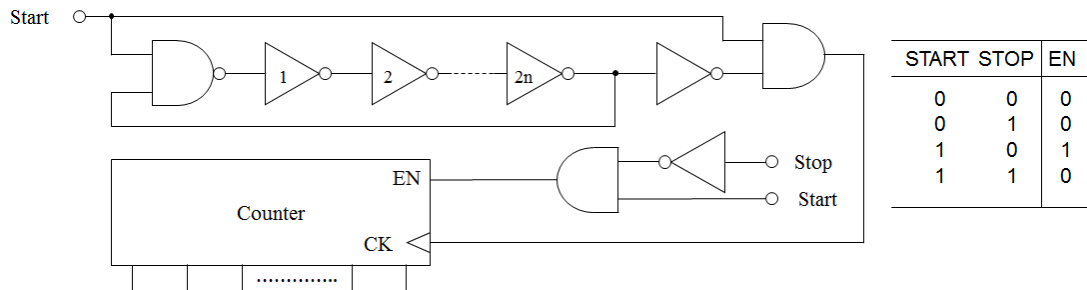 Start
1
2
2n
START STOP EN
0 0 0
0 1 0
1 0 1
1 1 0
Stop
EN
Start
Counter
CK